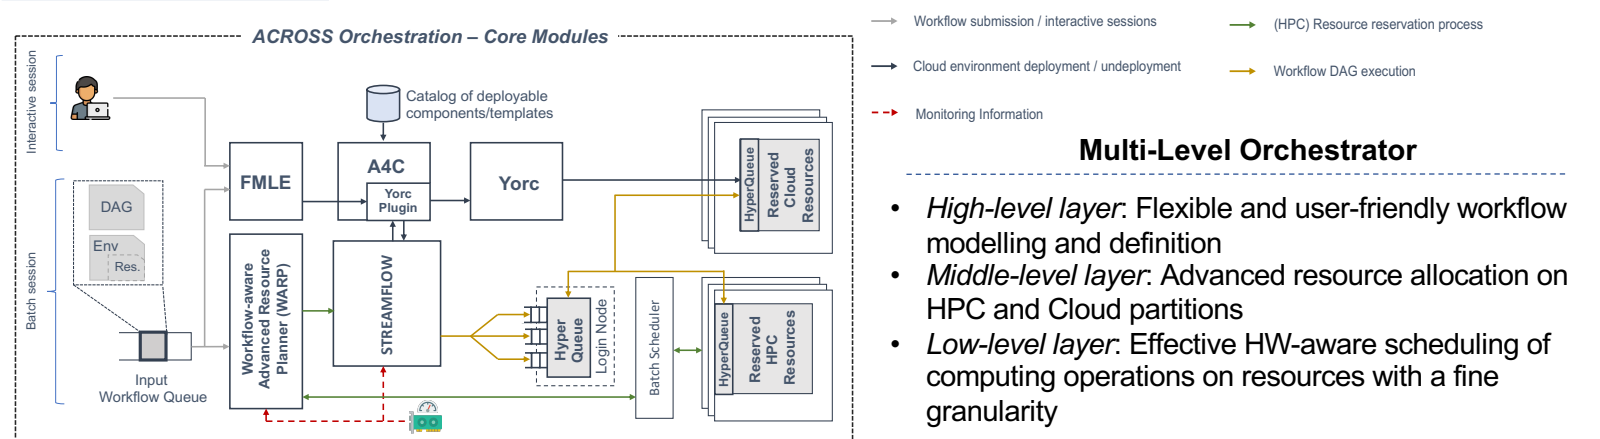 ACROSS Orchestration – Core Modules
Interactive session
Batch session
Catalog of deployable
components/templates
FMLE
A4C
Yorc
Plugin
Yorc
HyperQueue
Reserved
Cloud
Resources
DAG
Env
Res.
Input
Workflow Queue
Workflow-aware
Advanced Resource
Planner (WARP)
STREAMFLOW
Hyper
Queue
Login Node
Batch Scheduler
HyperQueue
Reserved
HPC
Resources
Workflow submission / interactive sessions
(HPC) Resource reservation process
Cloud environment deployment / undeployment
Workflow DAG execution
Monitoring Information
Multi-Level Orchestrator
• High-level layer: Flexible and user-friendly workflow
modelling and definition
• Middle-level layer: Advanced resource allocation on
HPC and Cloud partitions
• Low-level layer: Effective HW-aware scheduling of
computing operations on resources with a fine
granularity